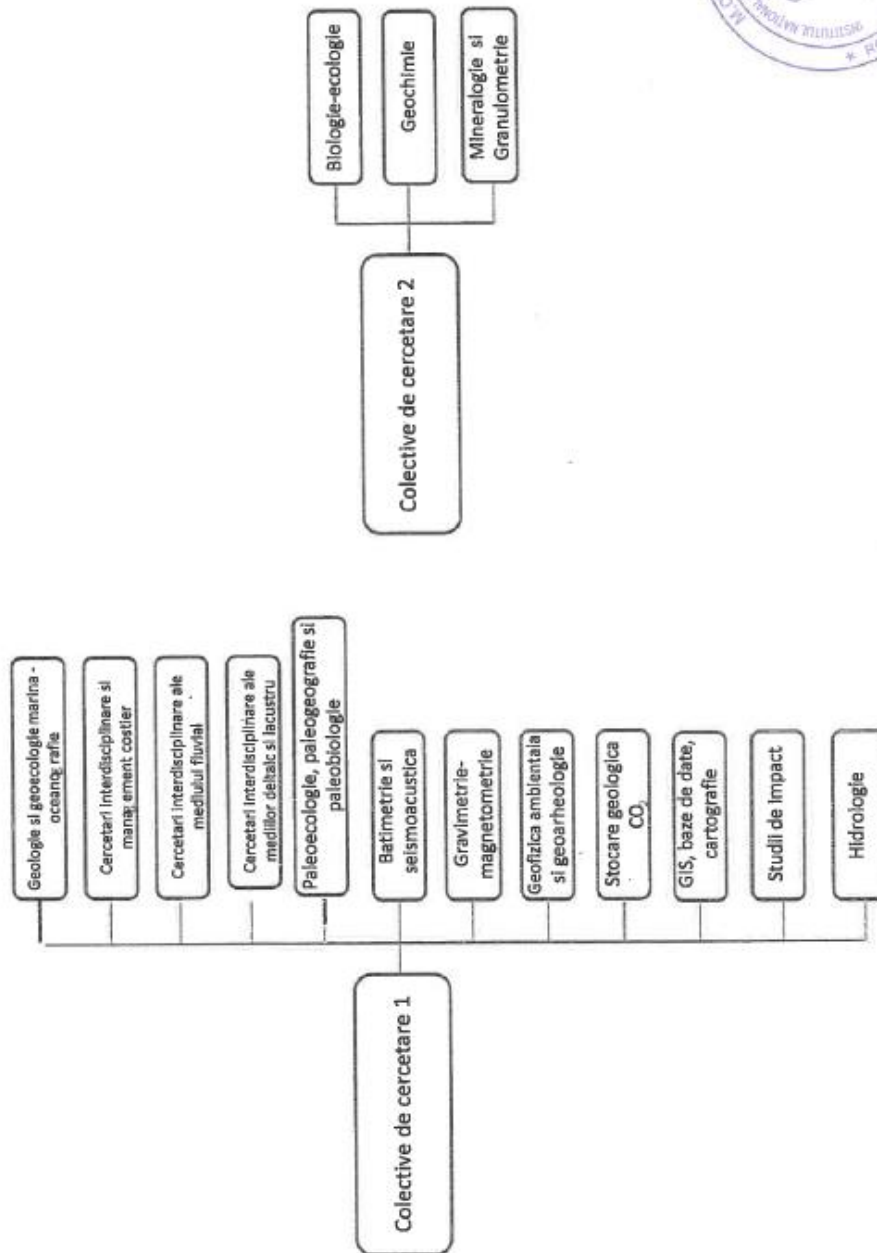 Colective de cercetare 1
Geologie si geoecologie marina -
oceanografie
Cercetari interdisciplinare si
management costier
Cercetari interdisciplinare ale
mediului fluvial
Cercetari interdisciplinare ale
mediilor deltaic si lacustru
Paleoecologie, paleogeografie si
paleobiologie
Batimetrie si
seismoacustica
Gravimetrie-
magnetometrie
Geofizica ambientala
si geoarheologie
Stocare geologica
CO₂
GIS, baze de date,
cartografie
Studii de impact
Hidrologie
Colective de cercetare 2
Biologie-ecologie
Geochimie
Mineralogie si
Granulometrie
INSTITUTUL NATIONAL